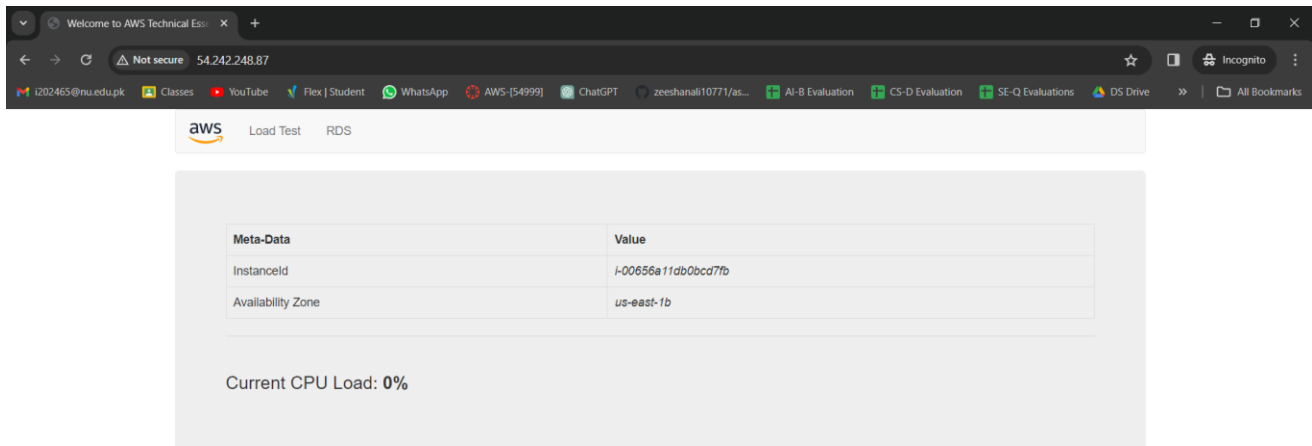 Welcome to AWS Technical Esse
Not secure 54.242.248.87 Incognito
i202465@nu.edu.pk Classes YouTube Flex | Student WhatsApp AWS-[54999] ChatGPT zeeshanali10771/as... AI-B Evaluation CS-D Evaluation SE-Q Evaluations DS Drive » All Bookmarks
aws Load Test RDS
Meta-Data Value
InstanceId i-00656a11db0bcd7fb
Availability Zone us-east-1b
Current CPU Load: 0%